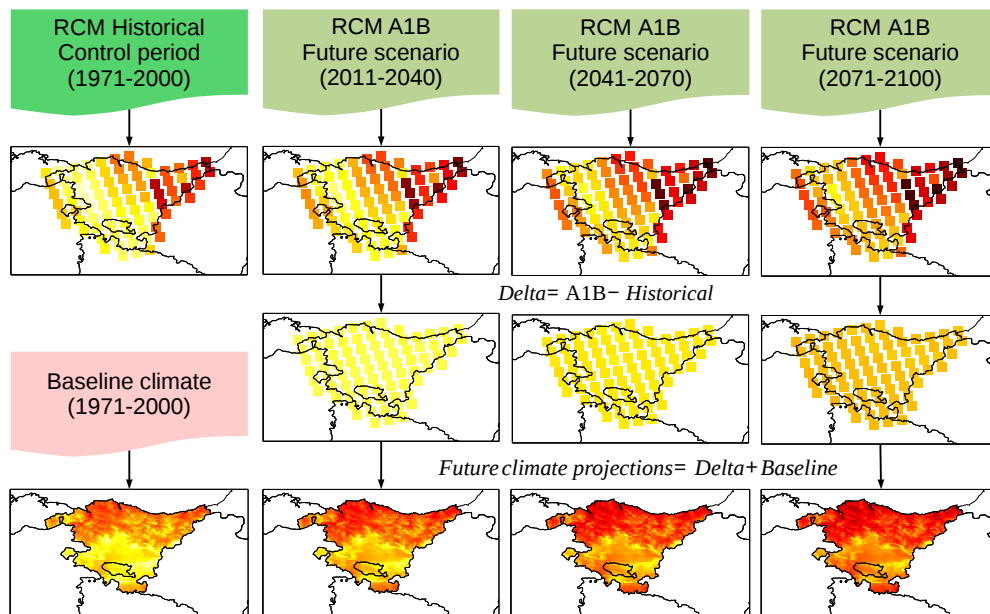 RCM Historical
Control period
(1971-2000)
RCM A1B
Future scenario
(2011-2040)
RCM A1B
Future scenario
(2041-2070)
RCM A1B
Future scenario
(2071-2100)
Delta= A1B− Historical
Baseline climate
(1971-2000)
Future climate projections= Delta+Baseline